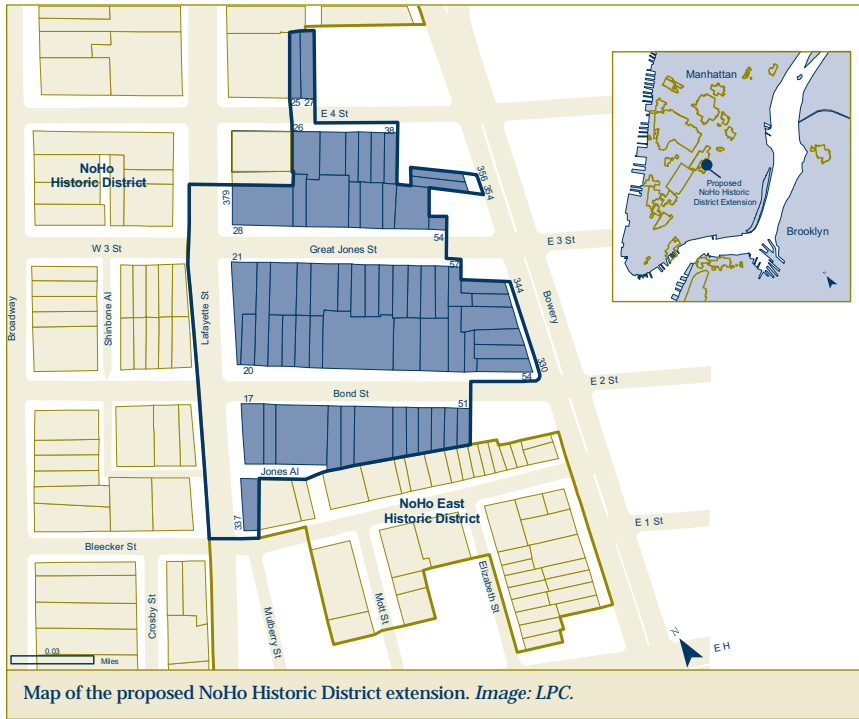 25 27
E 4 St
26
38
NoHo
Historic District
356
354
379
28
54
W 3 St
Great Jones St
E 3 St
21
57
344
Broadway
Shinbone Al
Lafayette St
Bowery
20
54
330
Bond St
E 2 St
17
51
Jones Al
337
NoHo East
Historic District
E 1 St
Bleecker St
Crosby St
Mulberry St
Mott St
Elizabeth St
0.03
Miles
N
E H
Manhattan
Proposed
NoHo Historic
District Extension
Brooklyn
Map of the proposed NoHo Historic District extension. Image: LPC.